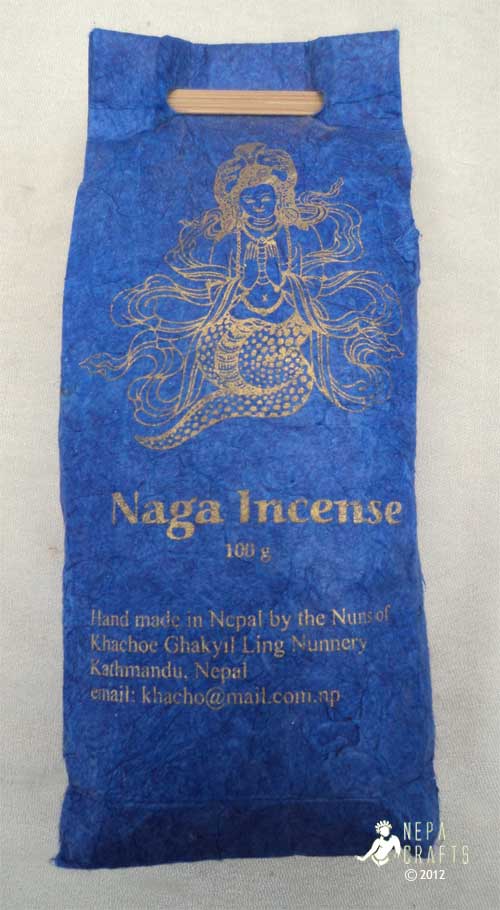 Naga Incense
100 g
Hand made in Nepal by the Nuns of
Khachoe Ghakyil Ling Nunnery
Kathmandu, Nepal
email: khacho@mail.com.np
NEPA
CRAFTS
© 2012